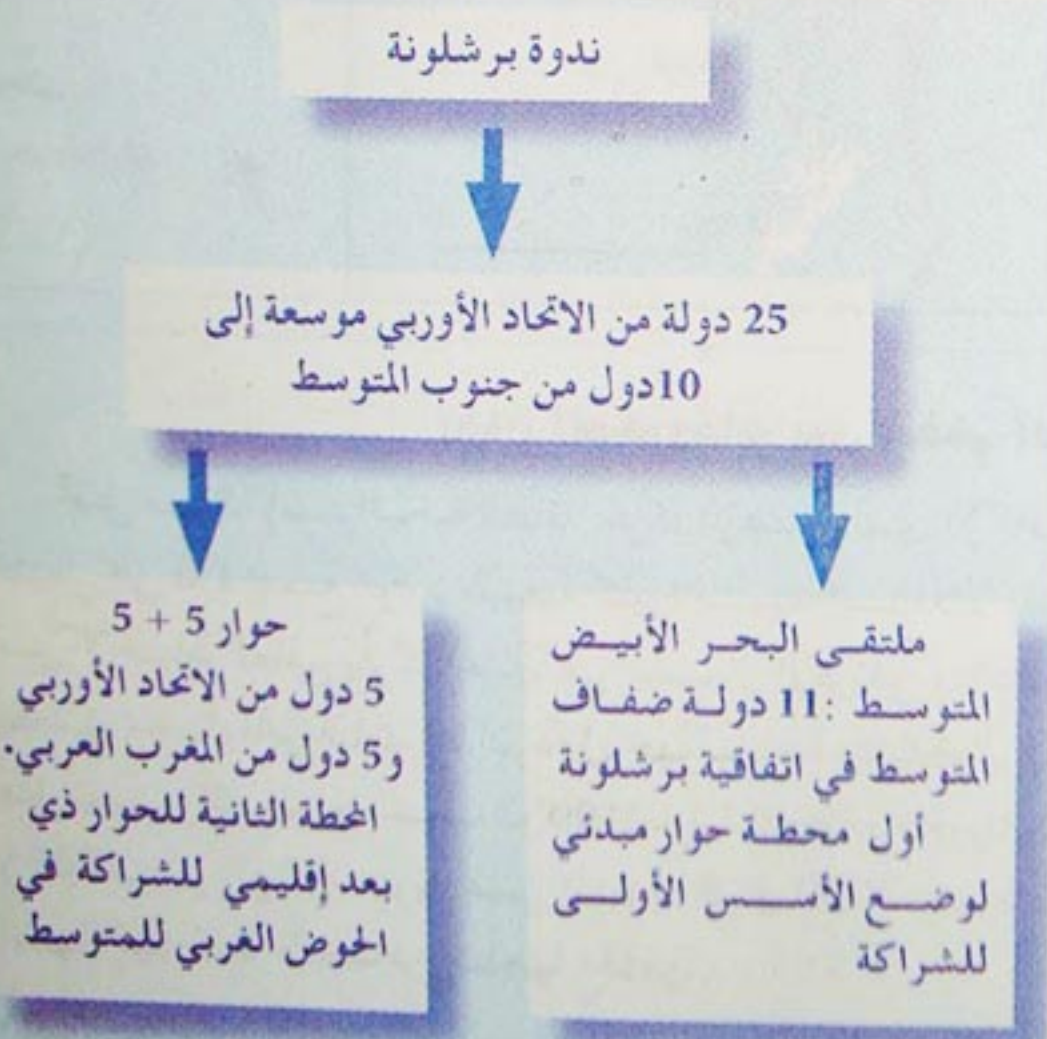 ندوة برشلونة
25 دولة من الاتحاد الأوربي موسعة إلى
10دول من جنوب المتوسط
ملتقى البحر الأبيض
المتوسط :11 دولة ضفاف
المتوسط في اتفاقية برشلونة
أول محطة حوار مبدئي
لوضع الأسس الأولى
للشراكة
حوار 5 + 5
5 دول من الاتحاد الأوربي
و5 دول من المغرب العربي.
المحطة الثانية للحوار ذي
بعد إقليمي للشراكة في
الحوض الغربي للمتوسط